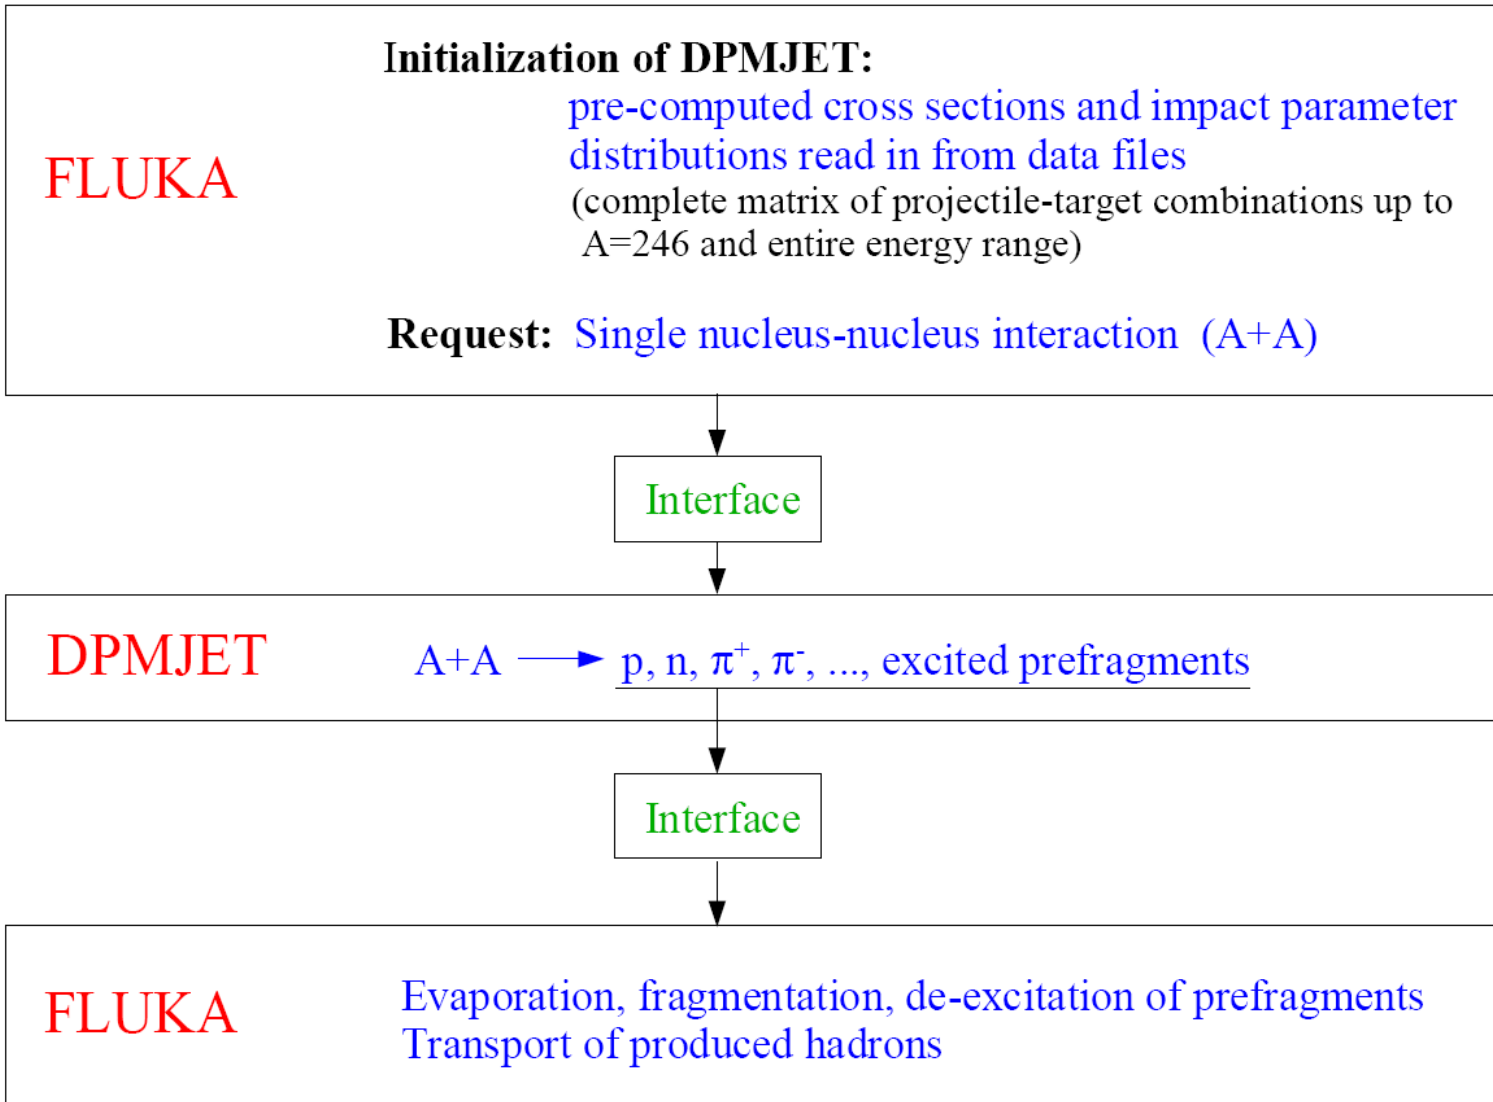 Initialization of DPMJET:
pre-computed cross sections and impact parameter
distributions read in from data files
FLUKA
(complete matrix of projectile-target combinations up to
A=246 and entire energy range)
Request: Single nucleus-nucleus interaction (A+A)
Interface
DPMJET A+A p, n, π⁺, π⁻, ..., excited prefragments
Interface
FLUKA
Evaporation, fragmentation, de-excitation of prefragments
Transport of produced hadrons